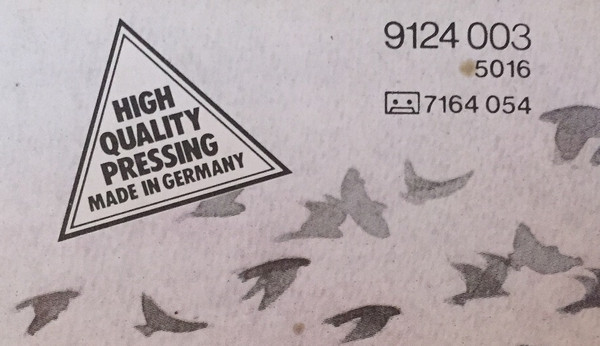 HIGH
QUALITY
PRESSING
MADE IN GERMANY
9124 003
5016
7164 054